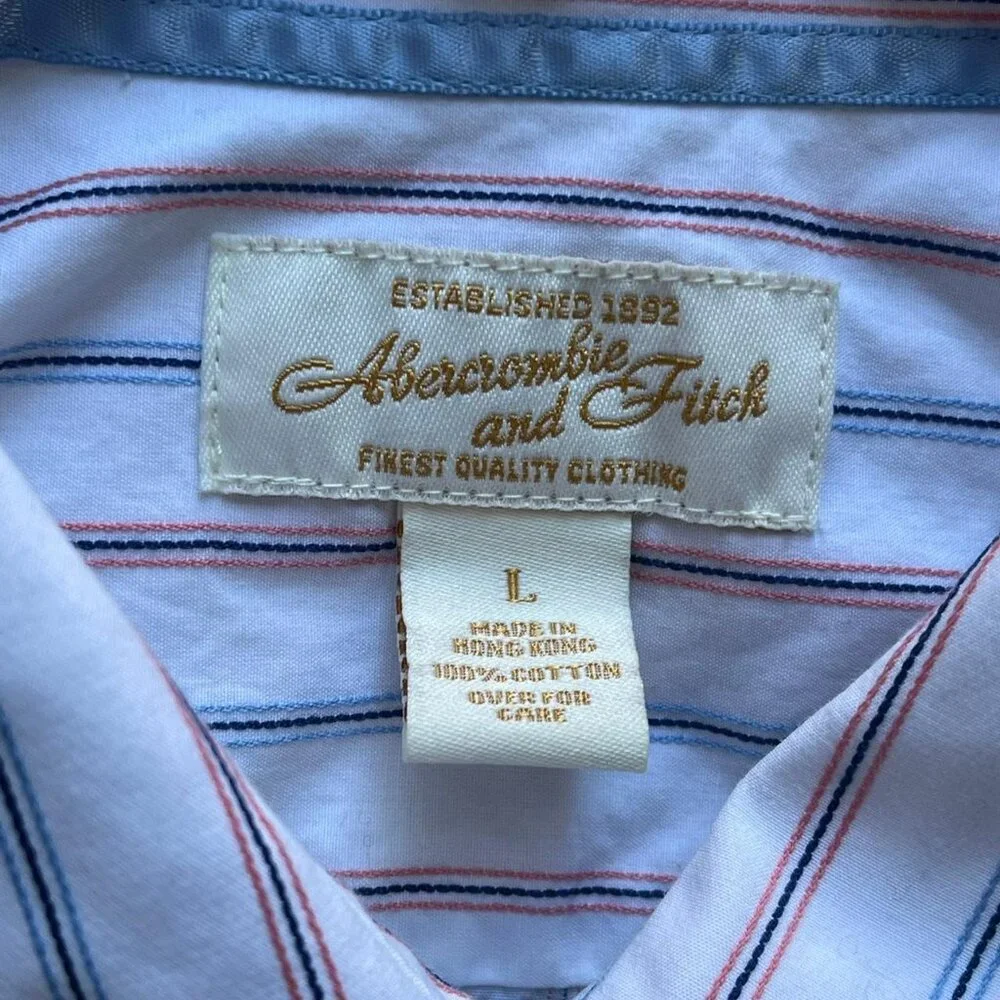 ESTABLISHED 1892
Abercrombie
and Fitch
FINEST QUALITY CLOTHING
L
MADE IN
HONG KONG
100% COTTON
OVER FOR
CARE